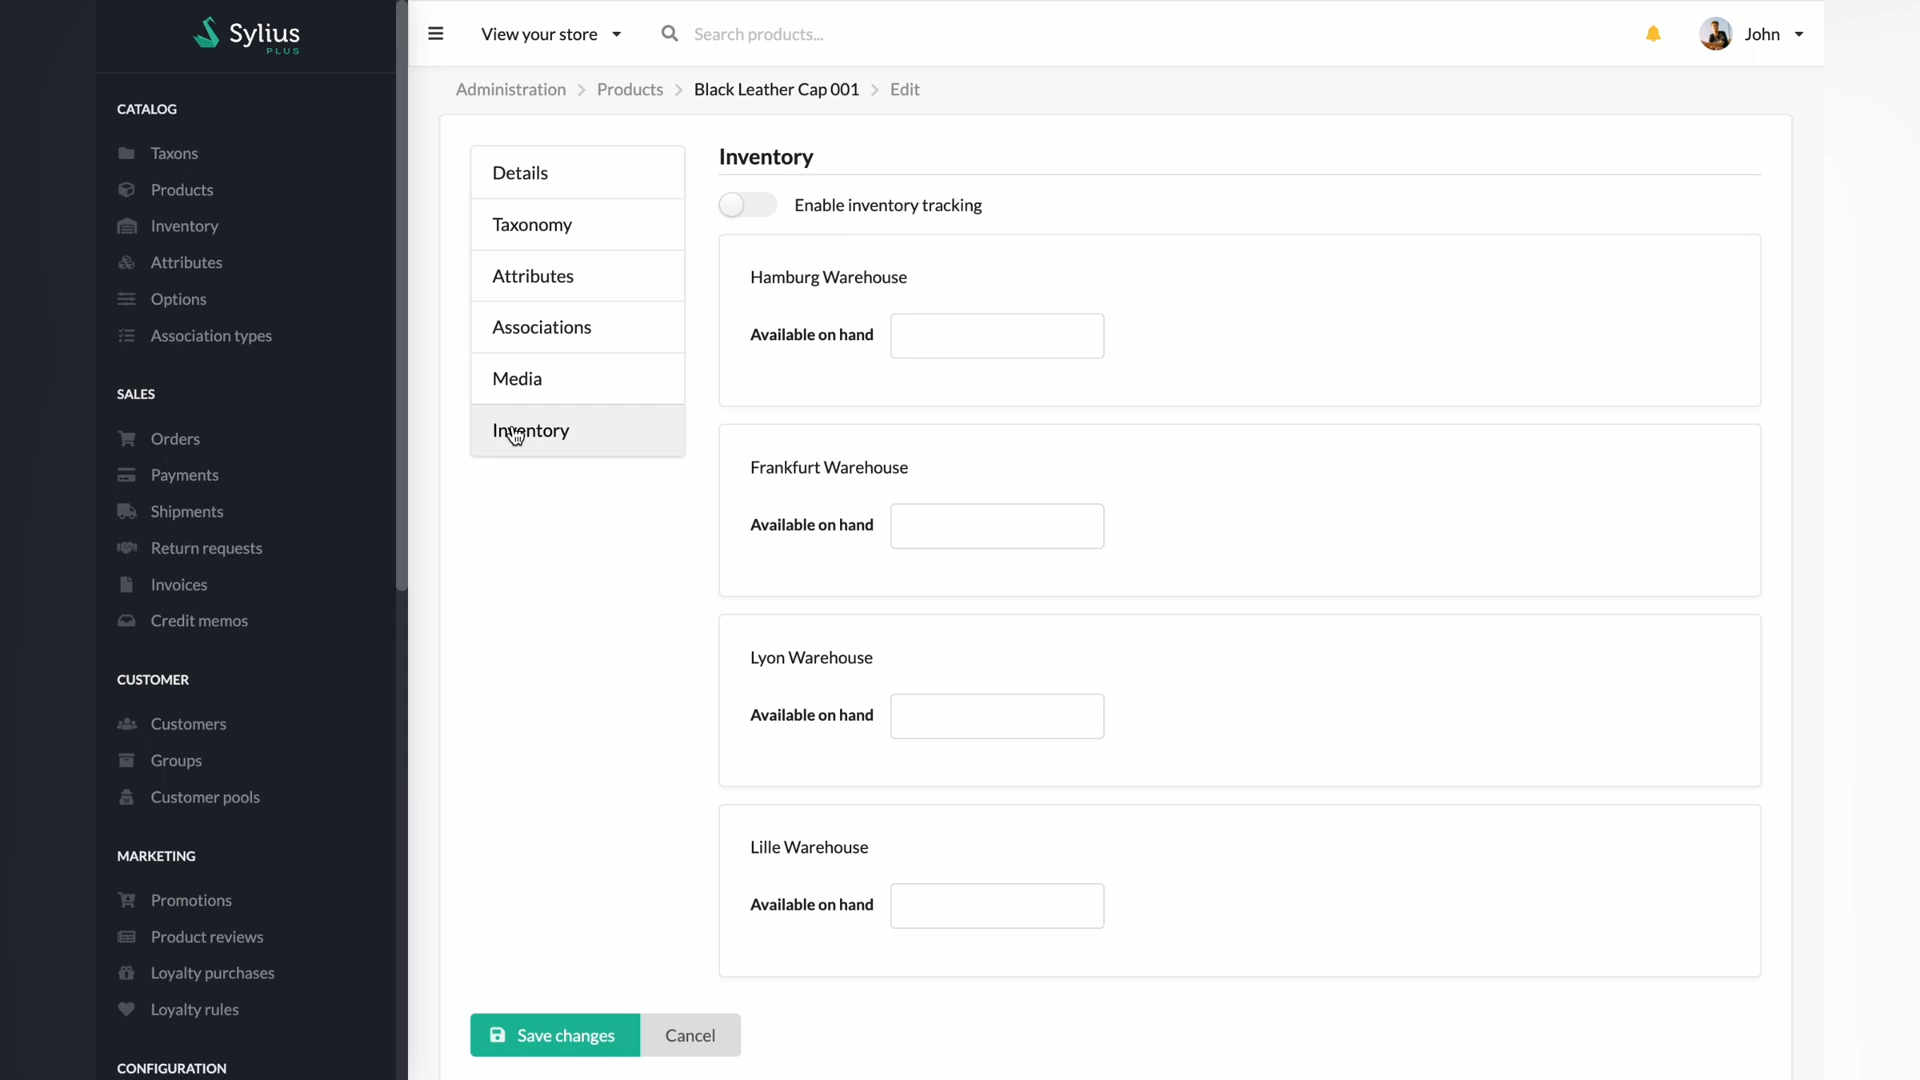 Sylius
PLUS
View your store
Search products...
John
CATALOG
Taxons
Products
Inventory
Attributes
Options
Association types
SALES
Orders
Payments
Shipments
Return requests
Invoices
Credit memos
CUSTOMER
Customers
Groups
Customer pools
MARKETING
Promotions
Product reviews
Loyalty purchases
Loyalty rules
CONFIGURATION
Administration > Products > Black Leather Cap 001 > Edit
Details
Taxonomy
Attributes
Associations
Media
Inventory
Inventory
Enable inventory tracking
Hamburg Warehouse
Available on hand
Frankfurt Warehouse
Available on hand
Lyon Warehouse
Available on hand
Lille Warehouse
Available on hand
Save changes
Cancel